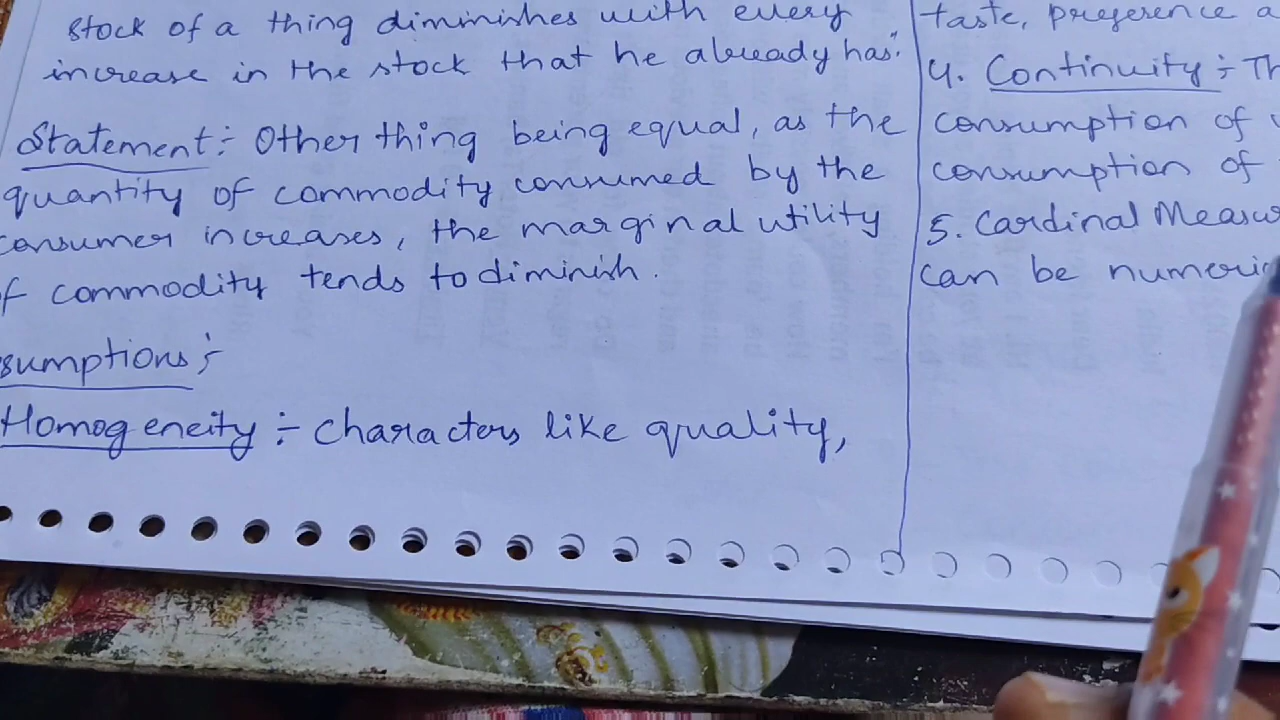 stock of a thing diminishes with every
increase in the stock that he already has."
Statement :- Other thing being equal, as the
quantity of commodity consumed by the
consumer increases, the marginal utility
f commodity tends to diminish.
sumptions :-
Homogeneity :- characters like quality,
taste, preference a
4. Continuity :- Th
consumption of
consumption of
5. Cardinal Measu
can be numeric